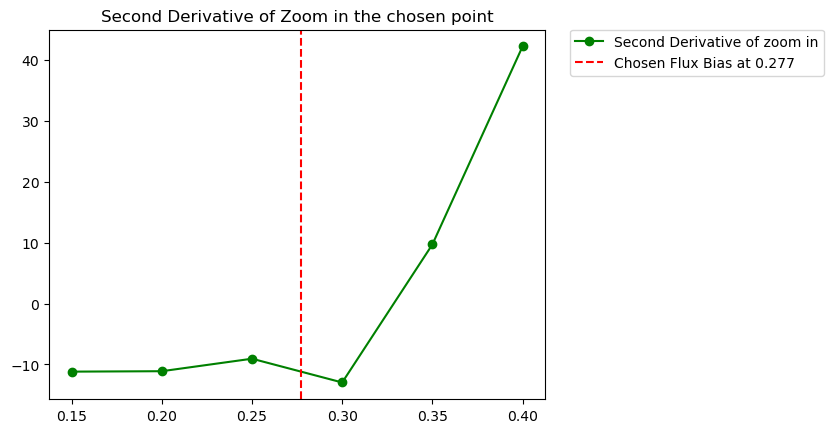 Second Derivative of Zoom in the chosen point
Second Derivative of zoom in
Chosen Flux Bias at 0.277
40
30
20
10
0
−10
0.15 0.20 0.25 0.30 0.35 0.40